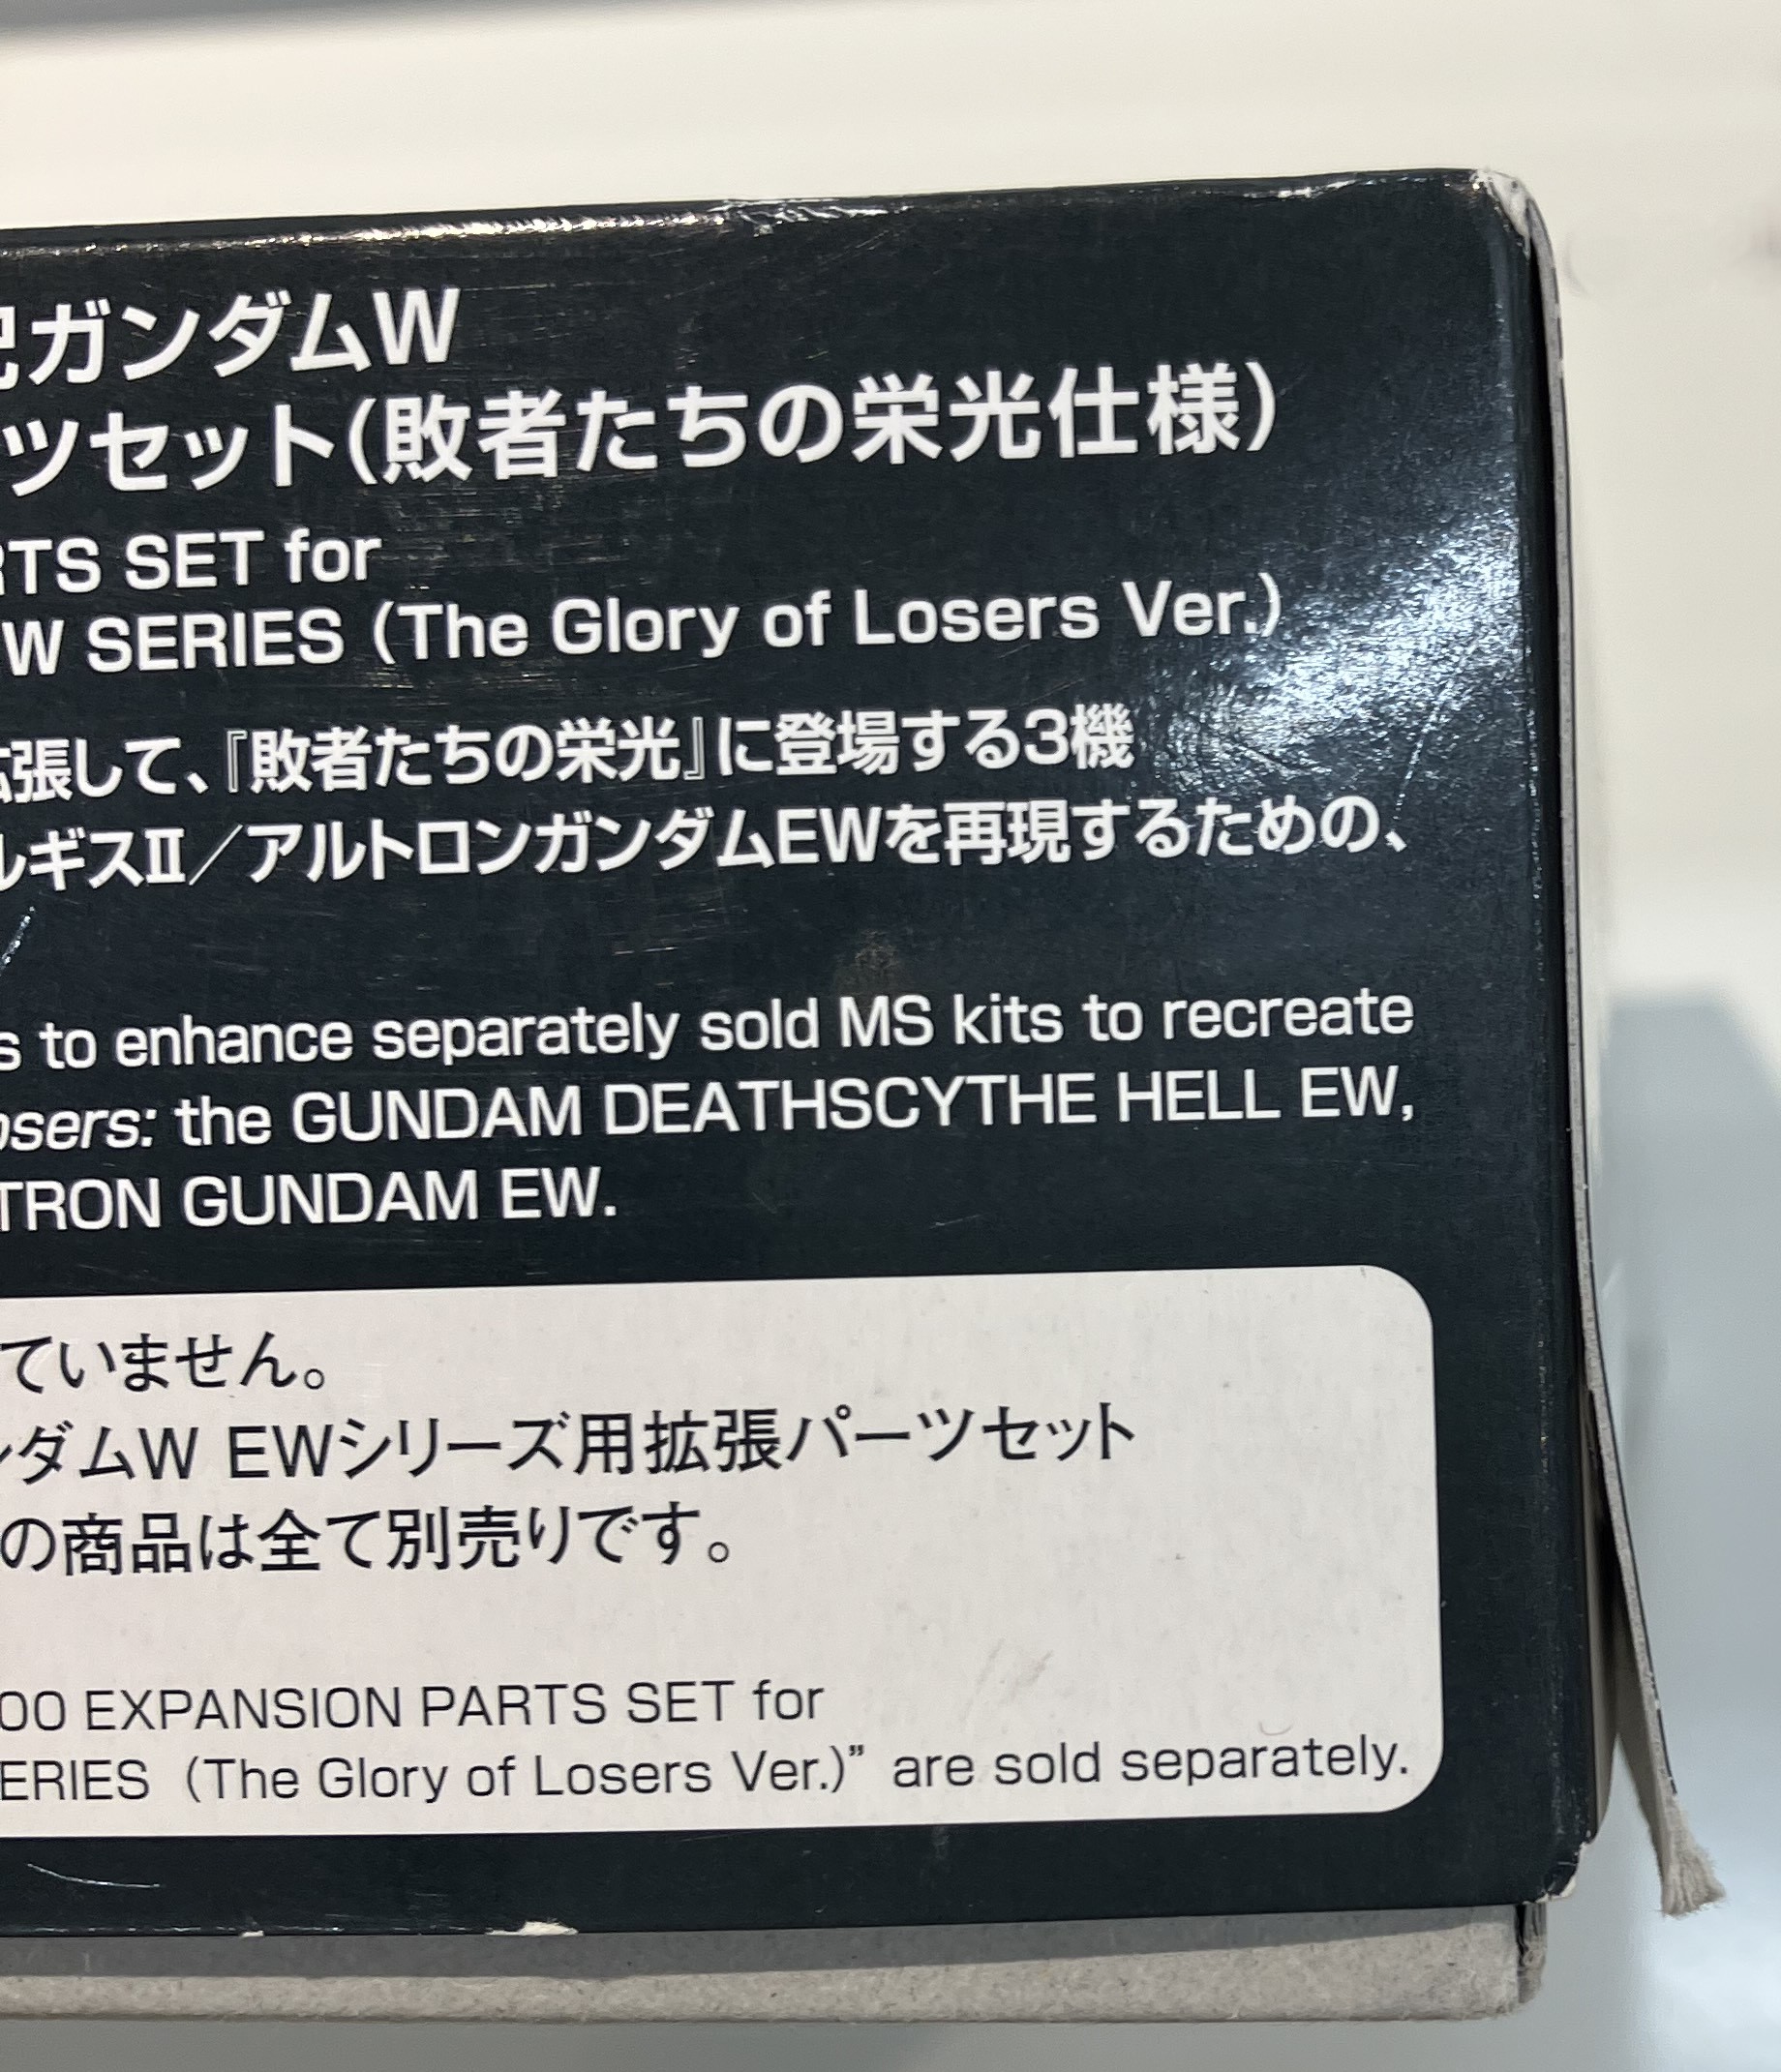 ガンダムW
ツセット(敗者たちの栄光仕様)
RTS SET for
W SERIES (The Glory of Losers Ver.)
拡張して、『敗者たちの栄光』に登場する3機
ルギスⅡ／アルトロンガンダムEWを再現するための、
s to enhance separately sold MS kits to recreate
osers: the GUNDAM DEATHSCYTHE HELL EW,
TRON GUNDAM EW.
ていません。
ンダムW EWシリーズ用拡張パーツセット
の商品は全て別売りです。
00 EXPANSION PARTS SET for
ERIES (The Glory of Losers Ver.)” are sold separately.